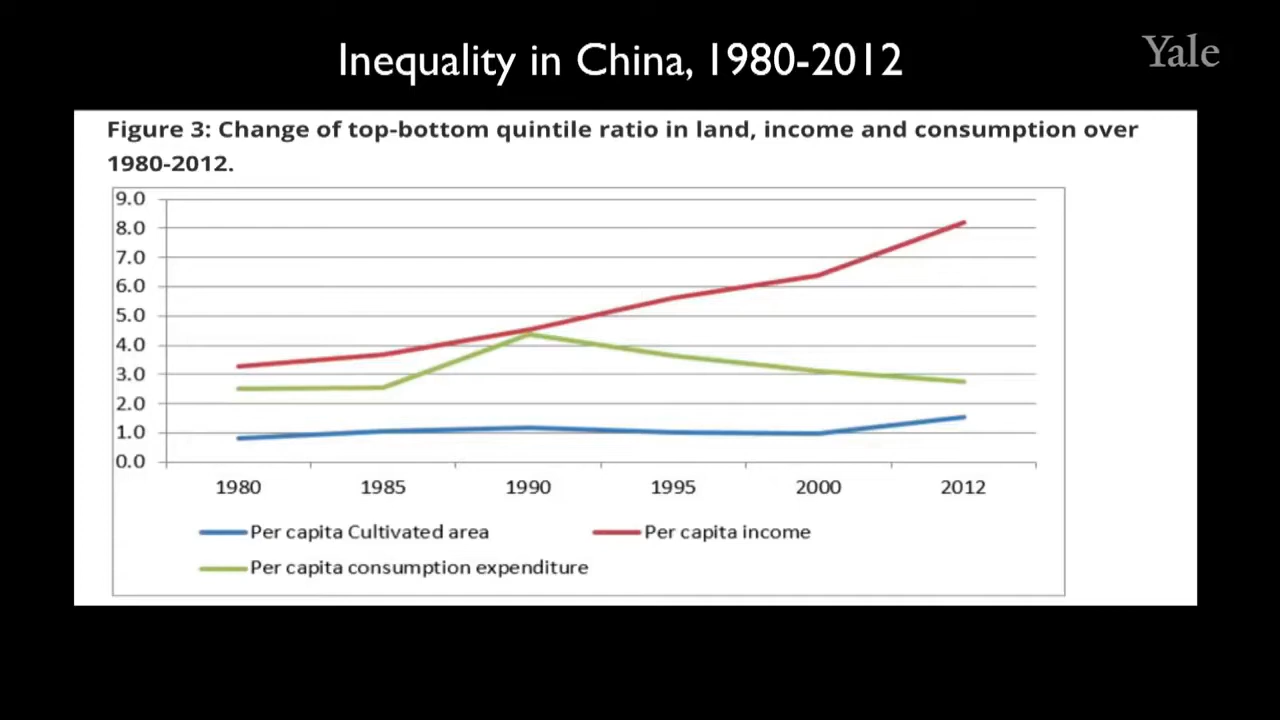 Inequality in China, 1980-2012
Yale
Figure 3: Change of top-bottom quintile ratio in land, income and consumption over
1980-2012.
9.0
8.0
7.0
6.0
5.0
4.0
3.0
2.0
1.0
0.0
1980 1985 1990 1995 2000 2012
Per capita Cultivated area Per capita income
Per capita consumption expenditure